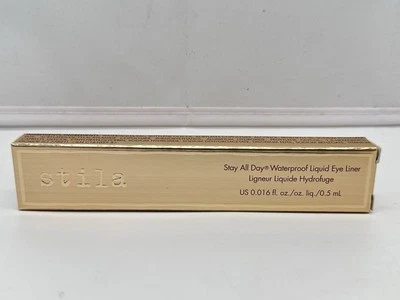 stila
Stay All Day® Waterproof Liquid Eye Liner
Ligneur Liquide Hydrofuge
US 0.016 fl. oz./oz. liq./0.5 mL